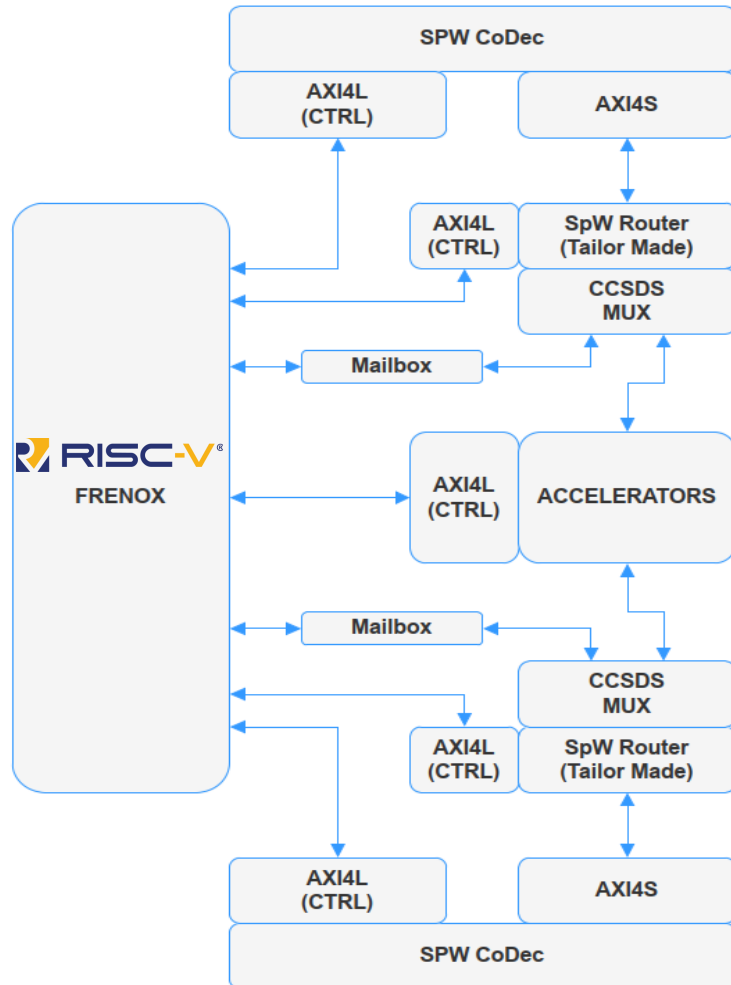 SPW CoDec
AXI4L
(CTRL)
AXI4S
AXI4L
(CTRL)
SpW Router
(Tailor Made)
CCSDS
MUX
Mailbox
RISC-V®
FRENOX
AXI4L
(CTRL)
ACCELERATORS
Mailbox
CCSDS
MUX
AXI4L
(CTRL)
SpW Router
(Tailor Made)
AXI4L
(CTRL)
AXI4S
SPW CoDec